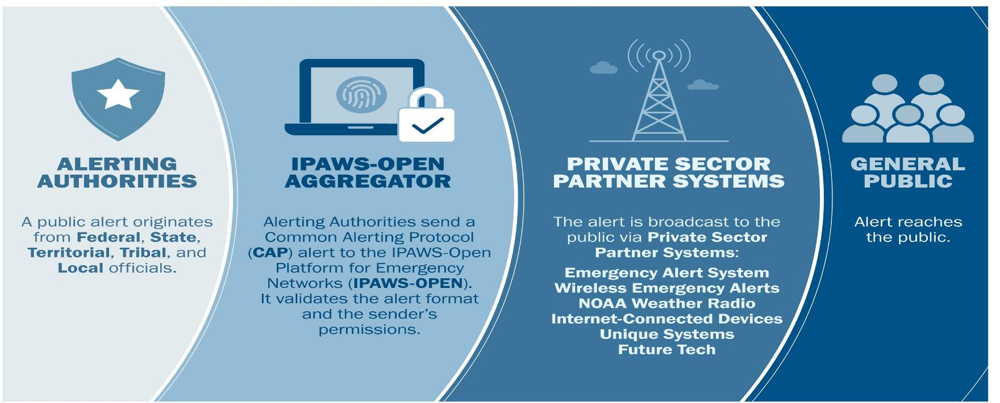 ALERTING
AUTHORITIES
A public alert originates
from Federal, State,
Territorial, Tribal, and
Local officials.
IPAWS-OPEN
AGGREGATOR
Alerting Authorities send a
Common Alerting Protocol
(CAP) alert to the IPAWS-Open
Platform for Emergency
Networks (IPAWS-OPEN).
It validates the alert format
and the sender's
permissions.
PRIVATE SECTOR
PARTNER SYSTEMS
The alert is broadcast to the
public via Private Sector
Partner Systems:
Emergency Alert System
Wireless Emergency Alerts
NOAA Weather Radio
Internet-Connected Devices
Unique Systems
Future Tech
GENERAL
PUBLIC
Alert reaches
the public.